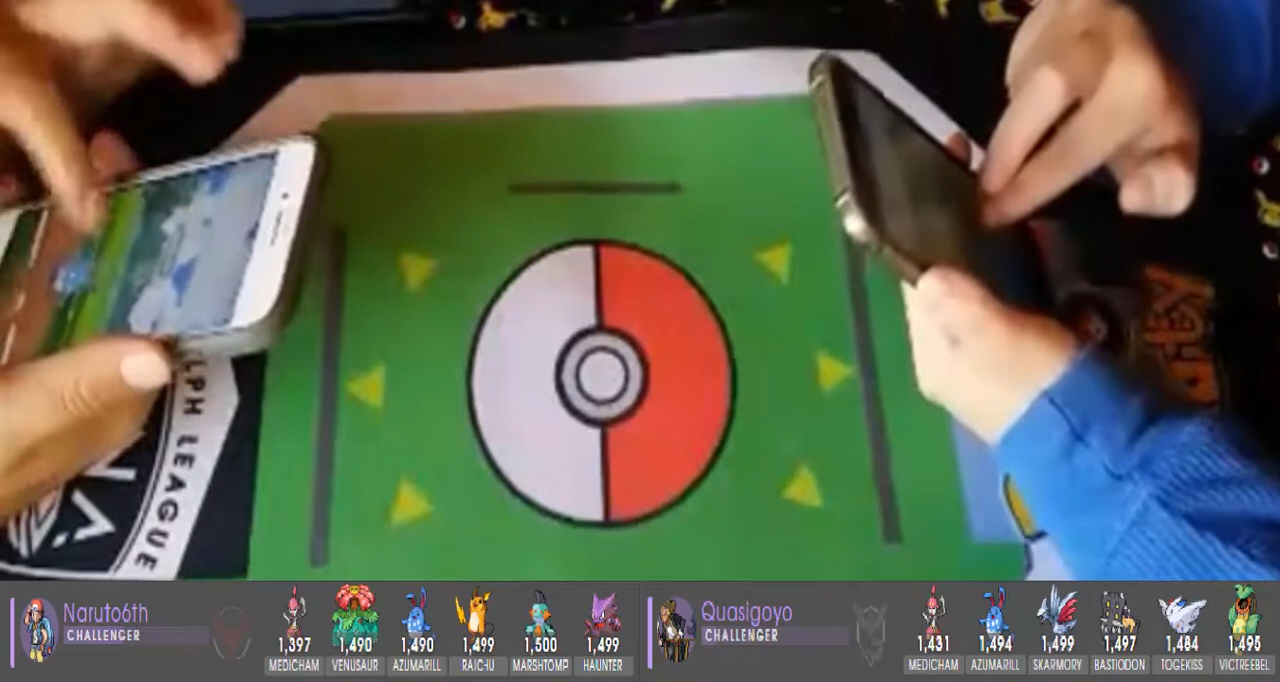 LPH LEAGUE
Naruto6th
CHALLENGER
1,397 1,490 1,490 1,499 1,500 1,499
MEDICHAM VENUSAUR AZUMARILL RAICHU MARSHTOMP HAUNTER
Quasigoyo
CHALLENGER
1,431 1,494 1,499 1,497 1,484 1,495
MEDICHAM AZUMARILL SKARMORY BASTIODON TOGEKISS VICTREEBEL